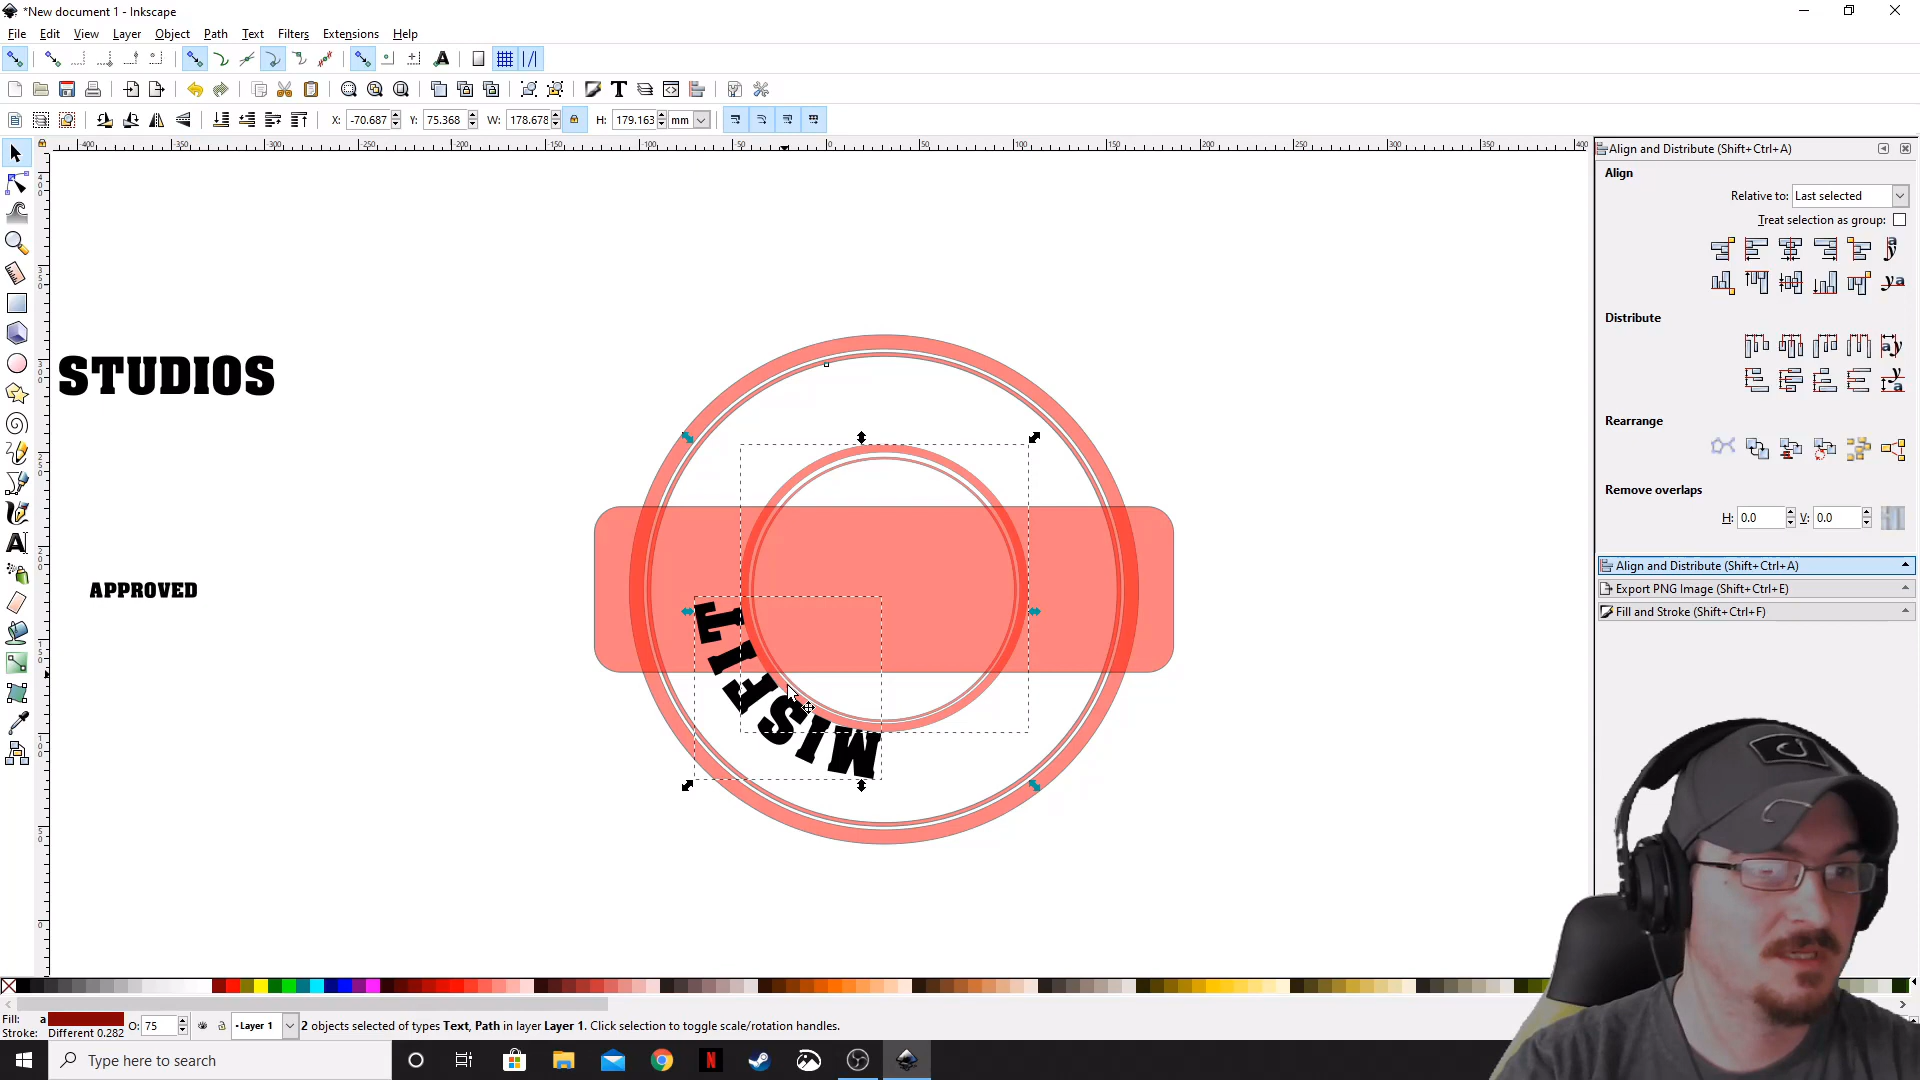 *New document 1 - Inkscape
File Edit View Layer Object Path Text Filters Extensions Help
X: -70.687 Y: 75.368 W: 178.678 H: 179.163 mm
Align and Distribute (Shift+Ctrl+A)
Align
Relative to: Last selected
Treat selection as group:
Distribute
Rearrange
Remove overlaps
H: 0.0 V: 0.0
Align and Distribute (Shift+Ctrl+A)
Export PNG Image (Shift+Ctrl+E)
Fill and Stroke (Shift+Ctrl+F)
STUDIOS
APPROVED
MISFIT
Fill: a O: 75 Layer 1 2 objects selected of types Text, Path in layer Layer 1. Click selection to toggle scale/rotation handles.
Stroke: Different 0.282
Type here to search